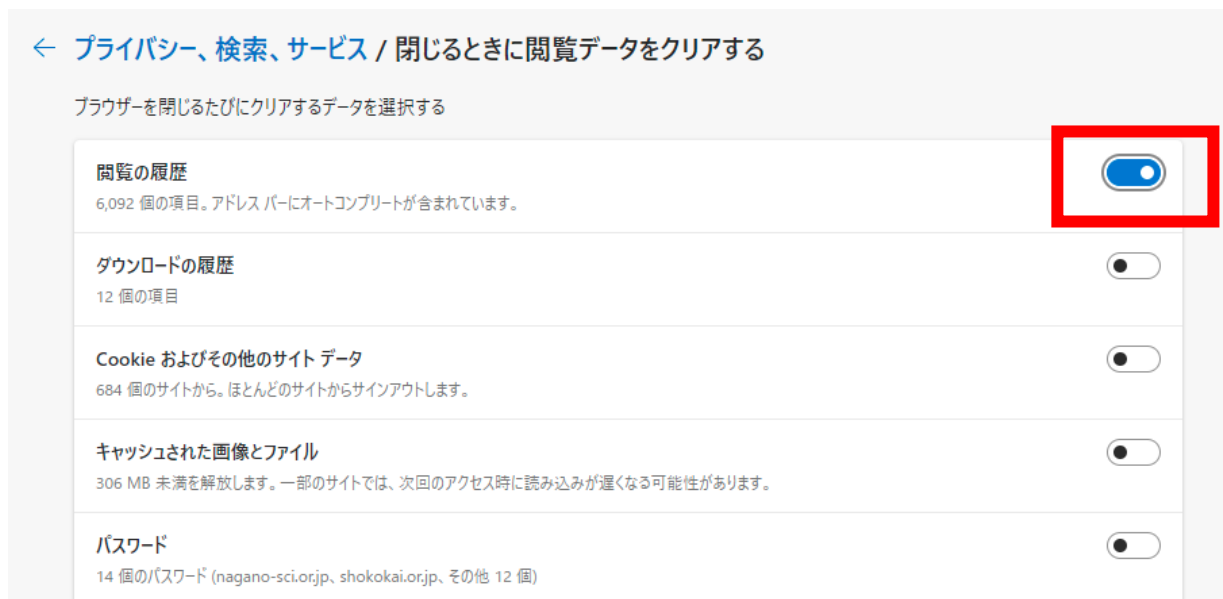 ← プライバシー、検索、サービス / 閉じるときに閲覧データをクリアする
ブラウザーを閉じるたびにクリアするデータを選択する
閲覧の履歴
6,092 個の項目。アドレス バーにオートコンプリートが含まれています。
ダウンロードの履歴
12 個の項目
Cookie およびその他のサイト データ
684 個のサイトから。ほとんどのサイトからサインアウトします。
キャッシュされた画像とファイル
306 MB 未満を解放します。一部のサイトでは、次回のアクセス時に読み込みが遅くなる可能性があります。
パスワード
14 個のパスワード (nagano-sci.or.jp、shokokai.or.jp、その他 12 個)